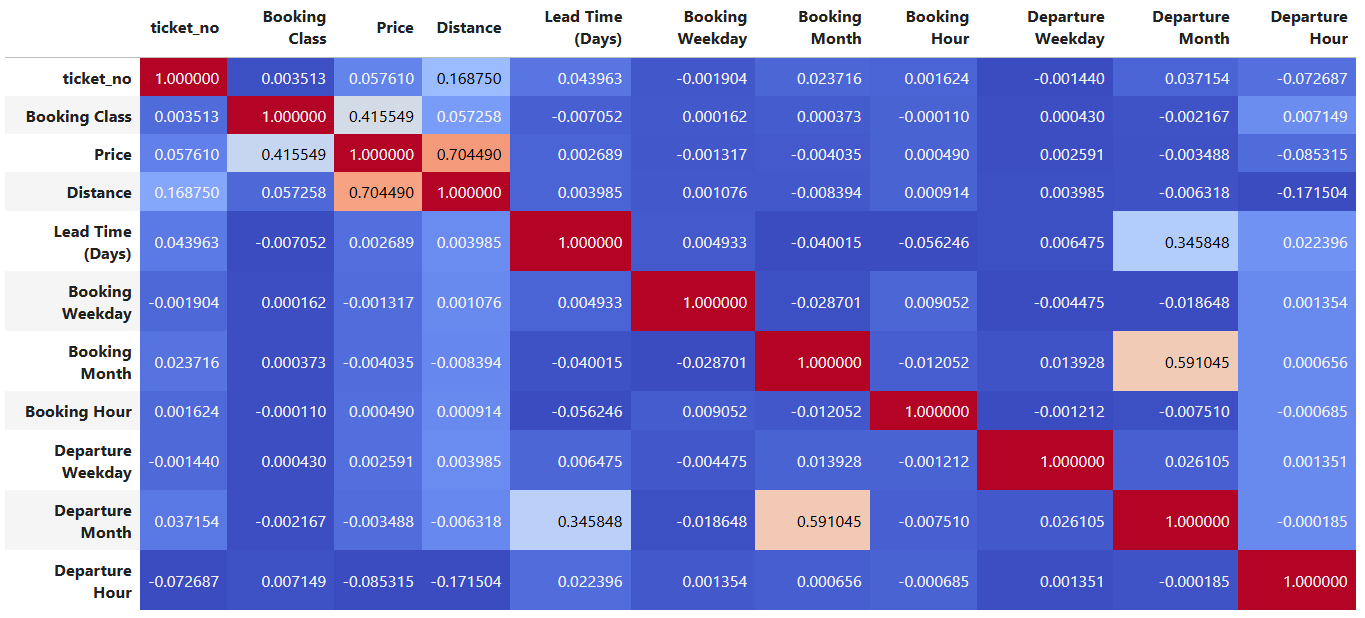 ticket_no Booking Class Price Distance Lead Time (Days) Booking Weekday Booking Month Booking Hour Departure Weekday Departure Month Departure Hour
ticket_no 1.000000 0.003513 0.057610 0.168750 0.043963 -0.001904 0.023716 0.001624 -0.001440 0.037154 -0.072687
Booking Class 0.003513 1.000000 0.415549 0.057258 -0.007052 0.000162 0.000373 -0.000110 0.000430 -0.002167 0.007149
Price 0.057610 0.415549 1.000000 0.704490 0.002689 -0.001317 -0.004035 0.000490 0.002591 -0.003488 -0.085315
Distance 0.168750 0.057258 0.704490 1.000000 0.003985 0.001076 -0.008394 0.000914 0.003985 -0.006318 -0.171504
Lead Time (Days) 0.043963 -0.007052 0.002689 0.003985 1.000000 0.004933 -0.040015 -0.056246 0.006475 0.345848 0.022396
Booking Weekday -0.001904 0.000162 -0.001317 0.001076 0.004933 1.000000 -0.028701 0.009052 -0.004475 -0.018648 0.001354
Booking Month 0.023716 0.000373 -0.004035 -0.008394 -0.040015 -0.028701 1.000000 -0.012052 0.013928 0.591045 0.000656
Booking Hour 0.001624 -0.000110 0.000490 0.000914 -0.056246 0.009052 -0.012052 1.000000 -0.001212 -0.007510 -0.000685
Departure Weekday -0.001440 0.000430 0.002591 0.003985 0.006475 -0.004475 0.013928 -0.001212 1.000000 0.026105 0.001351
Departure Month 0.037154 -0.002167 -0.003488 -0.006318 0.345848 -0.018648 0.591045 -0.007510 0.026105 1.000000 -0.000185
Departure Hour -0.072687 0.007149 -0.085315 -0.171504 0.022396 0.001354 0.000656 -0.000685 0.001351 -0.000185 1.000000